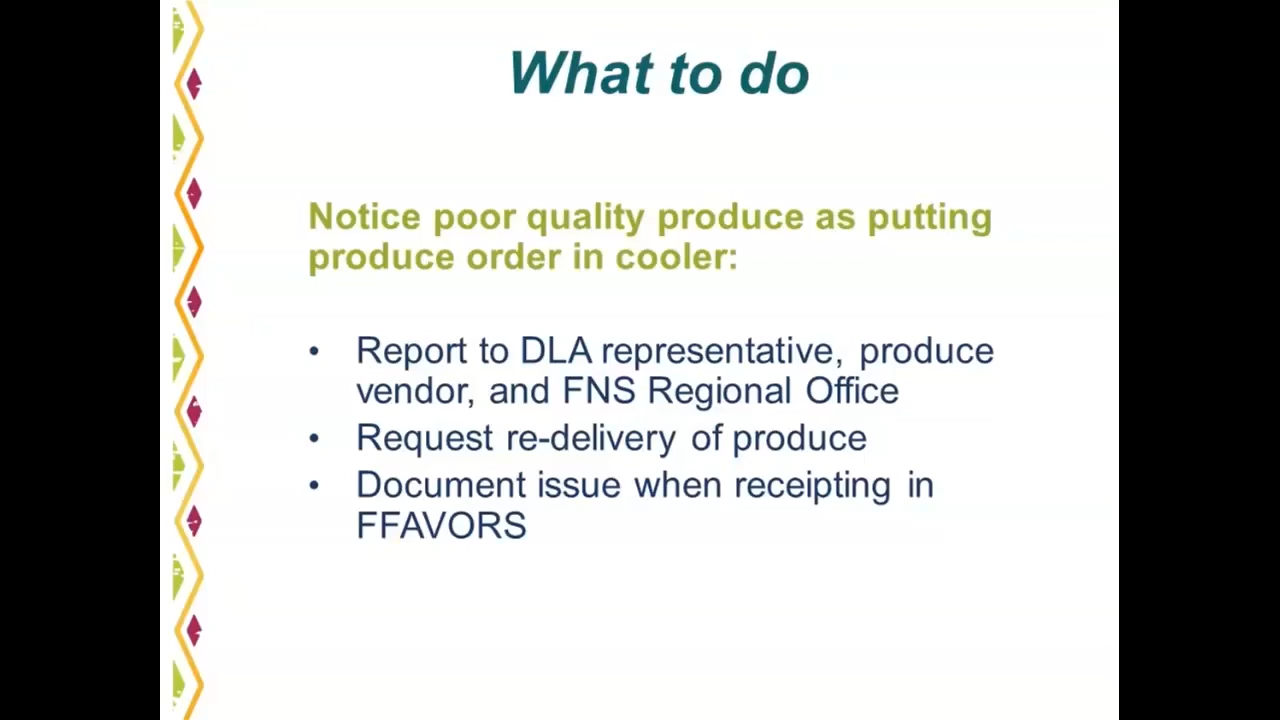 What to do
Notice poor quality produce as putting
produce order in cooler:
• Report to DLA representative, produce
vendor, and FNS Regional Office
• Request re-delivery of produce
• Document issue when receipting in
FFAVORS